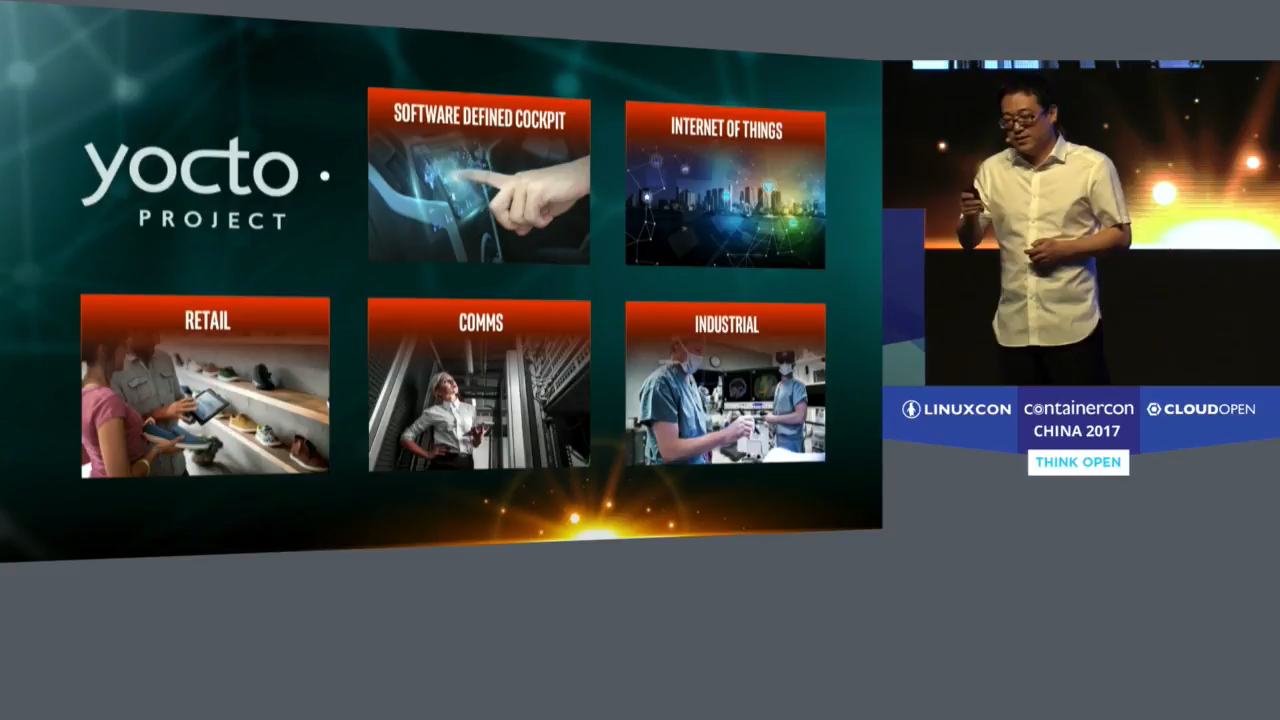 yocto
PROJECT
SOFTWARE DEFINED COCKPIT
INTERNET OF THINGS
RETAIL
COMMS
INDUSTRIAL
LINUXCON
containercon
CLOUDOPEN
CHINA 2017
THINK OPEN